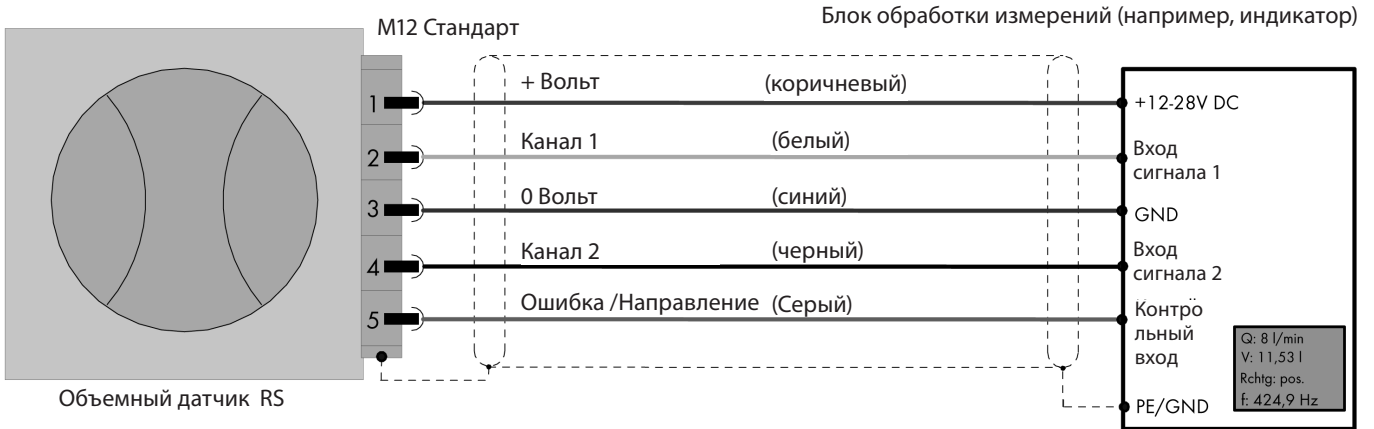 Блок обработки измерений (например, индикатор)
М12 Стандарт
1
+ Вольт
(коричневый)
+12-28V DC
2
Канал 1
(белый)
Вход
сигнала 1
3
0 Вольт
(синий)
GND
4
Канал 2
(черный)
Вход
сигнала 2
5
Ошибка /Направление
(Серый)
Контро
льный
вход
Q: 8 l/min
V: 11,53 l
Rchtg: pos.
f: 424,9 Hz
PE/GND
Объемный датчик RS